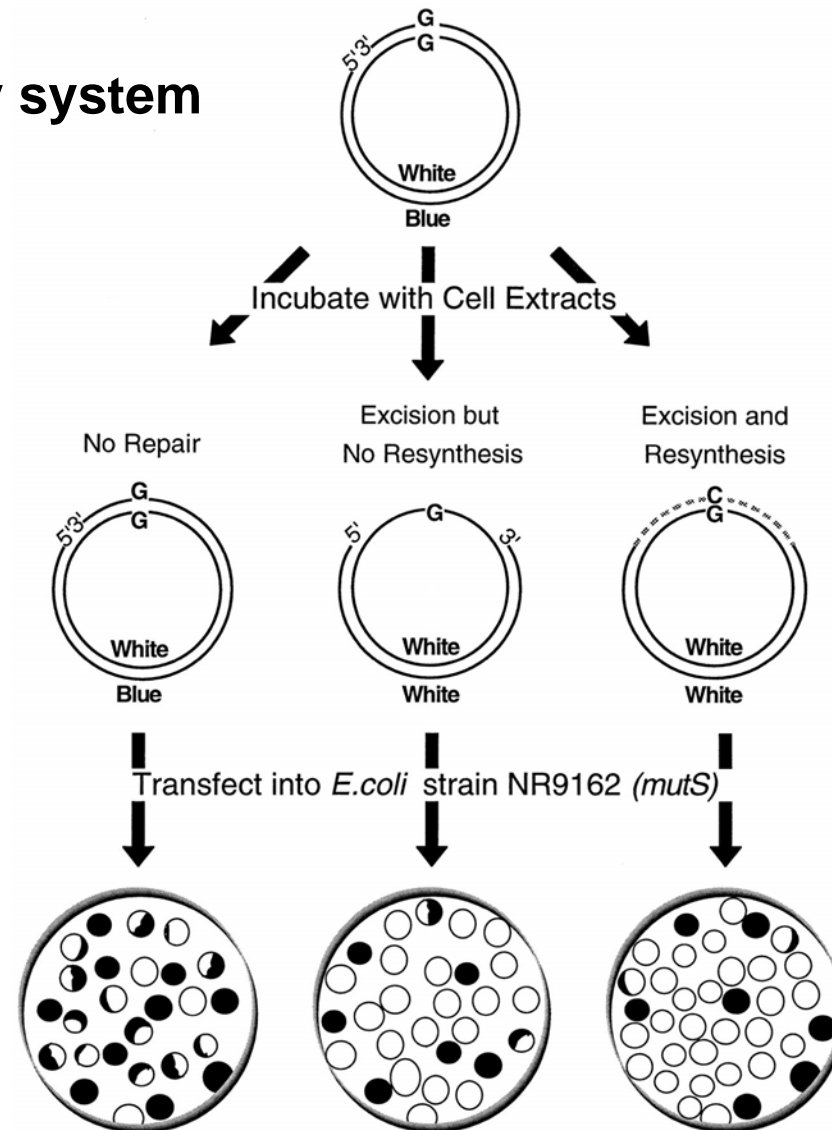 system
G
G
5'3'
White
Blue
Incubate with Cell Extracts
No Repair
Excision but
No Resynthesis
Excision and
Resynthesis
G
G
5'3'
White
Blue
G
5'
3'
White
White
C
G
White
White
Transfect into E.coli strain NR9162 (mutS)